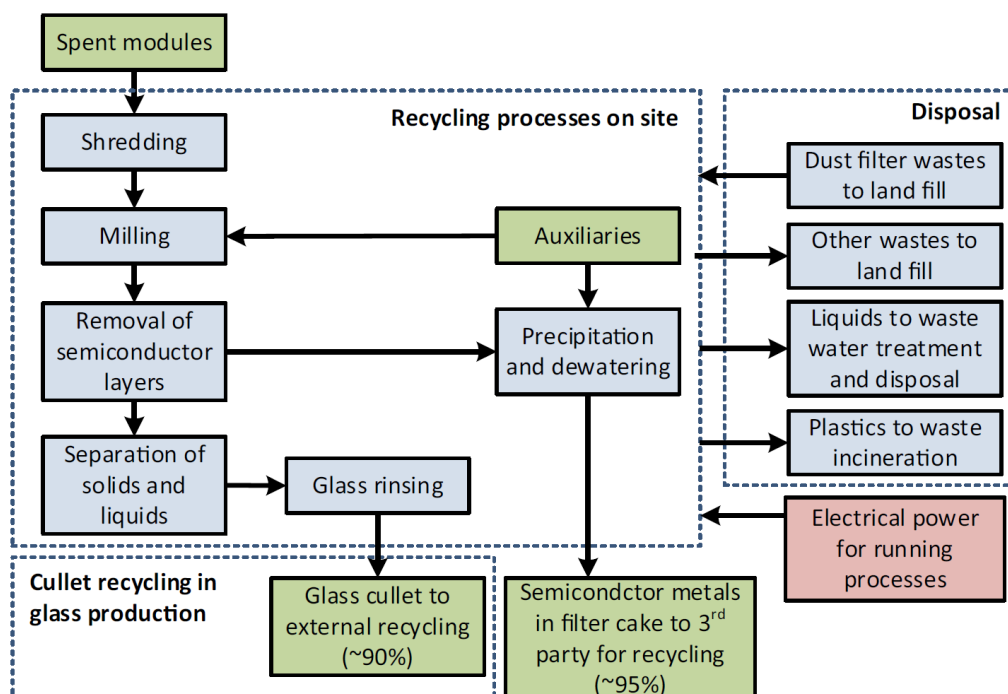 Spent modules
Recycling processes on site
Disposal
Shredding
Dust filter wastes
to land fill
Milling
Auxiliaries
Other wastes to
land fill
Removal of
semiconductor
layers
Precipitation
and dewatering
Liquids to waste
water treatment
and disposal
Plastics to waste
incineration
Separation of
solids and
liquids
Glass rinsing
Electrical power
for running
processes
Cullet recycling in
glass production
Glass cullet to
external recycling
(~90%)
Semicondctor metals
in filter cake to 3rd
party for recycling
(~95%)